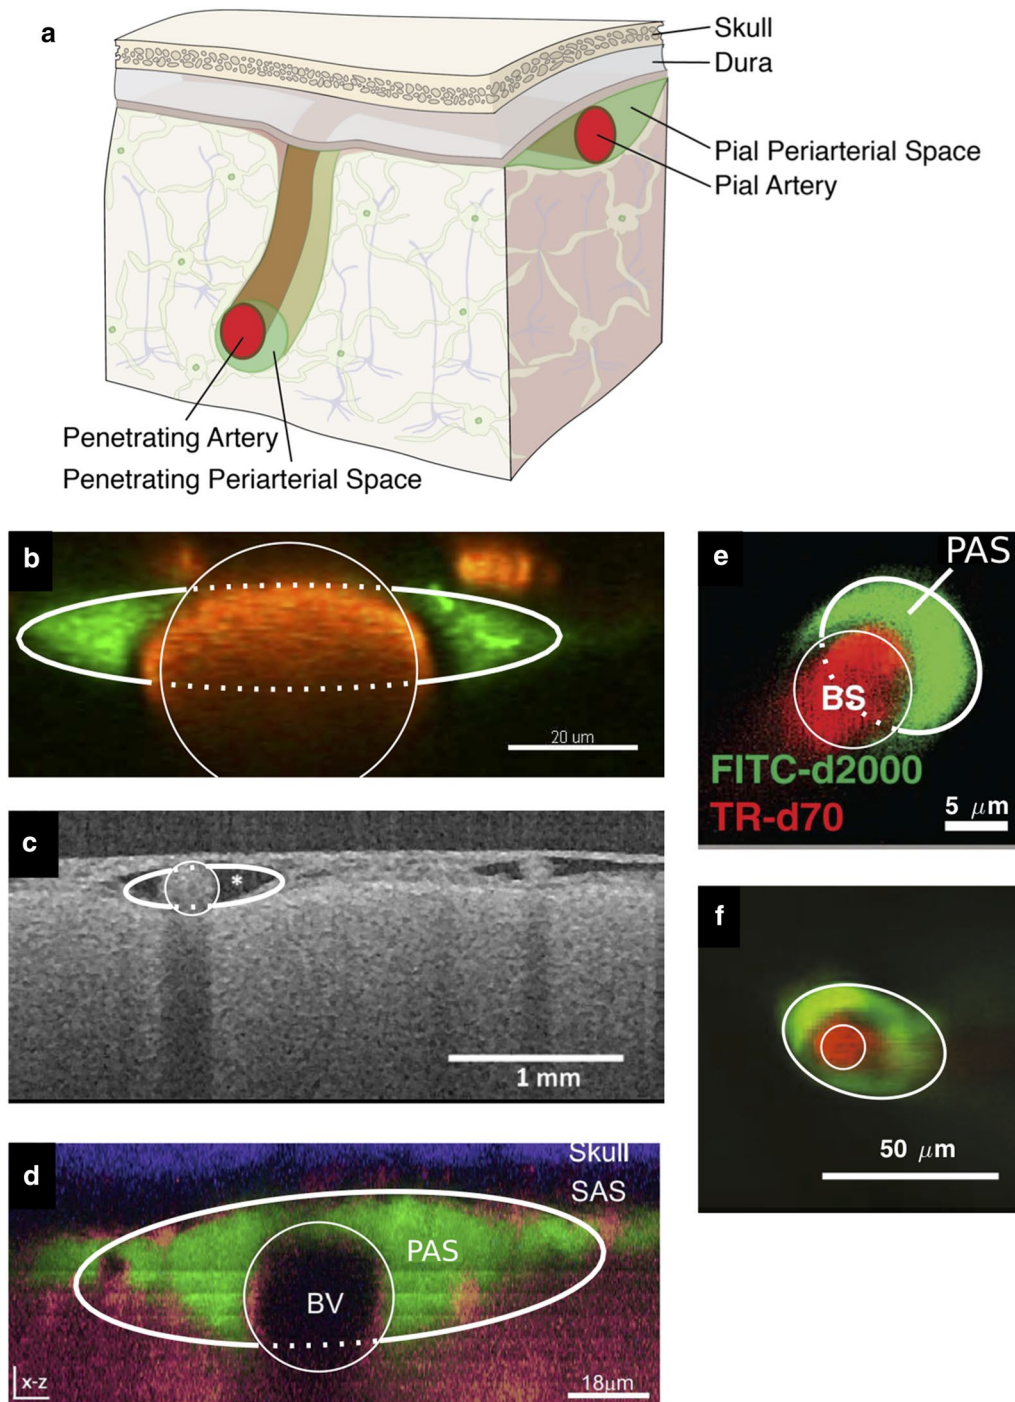 a
Skull
Dura
Pial Periarterial Space
Pial Artery
Penetrating Artery
Penetrating Periarterial Space
b
20 um
c
*
1 mm
d
Skull
SAS
PAS
BV
x-z
18μm
e
PAS
BS
FITC-d2000
TR-d70
5 μm
f
50 μm